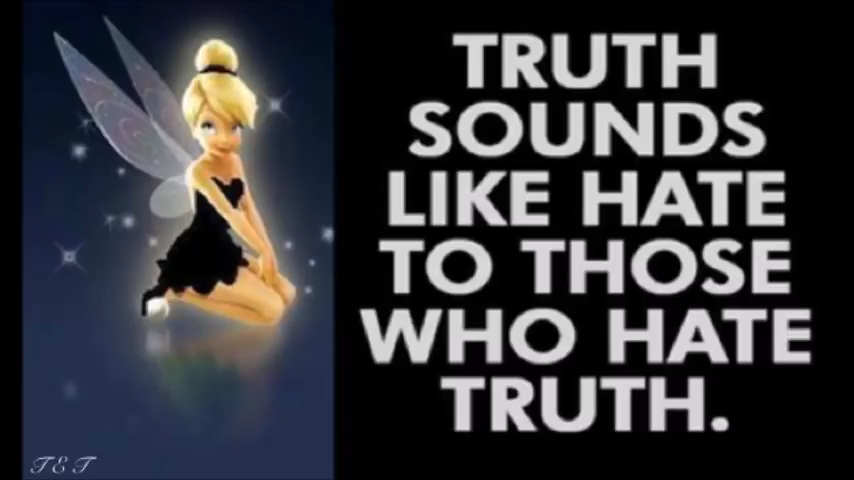 TRUTH
SOUNDS
LIKE HATE
TO THOSE
WHO HATE
TRUTH.
T&T